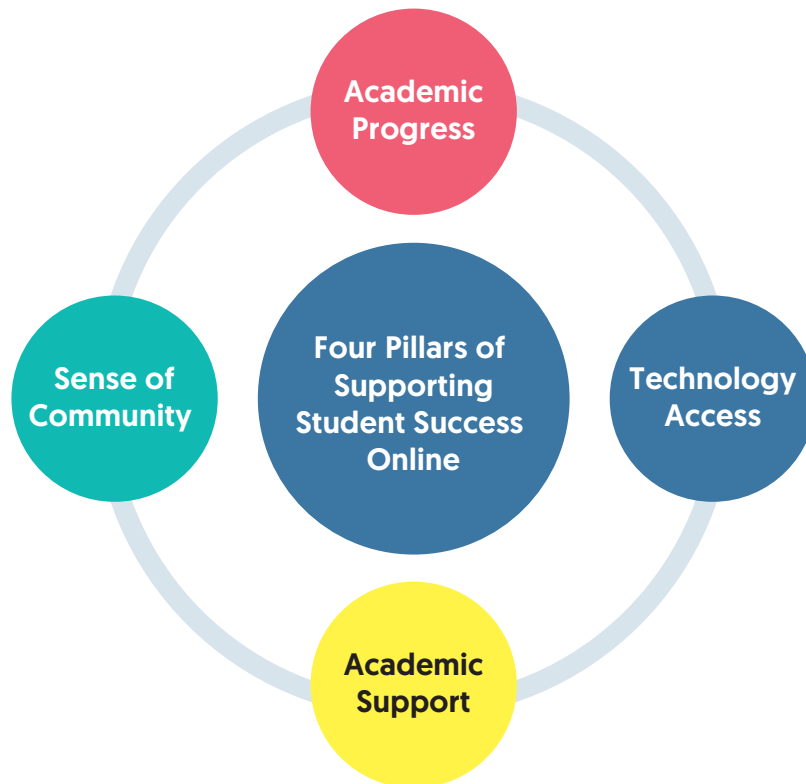 Academic
Progress
Sense of
Community
Four Pillars of
Supporting
Student Success
Online
Technology
Access
Academic
Support